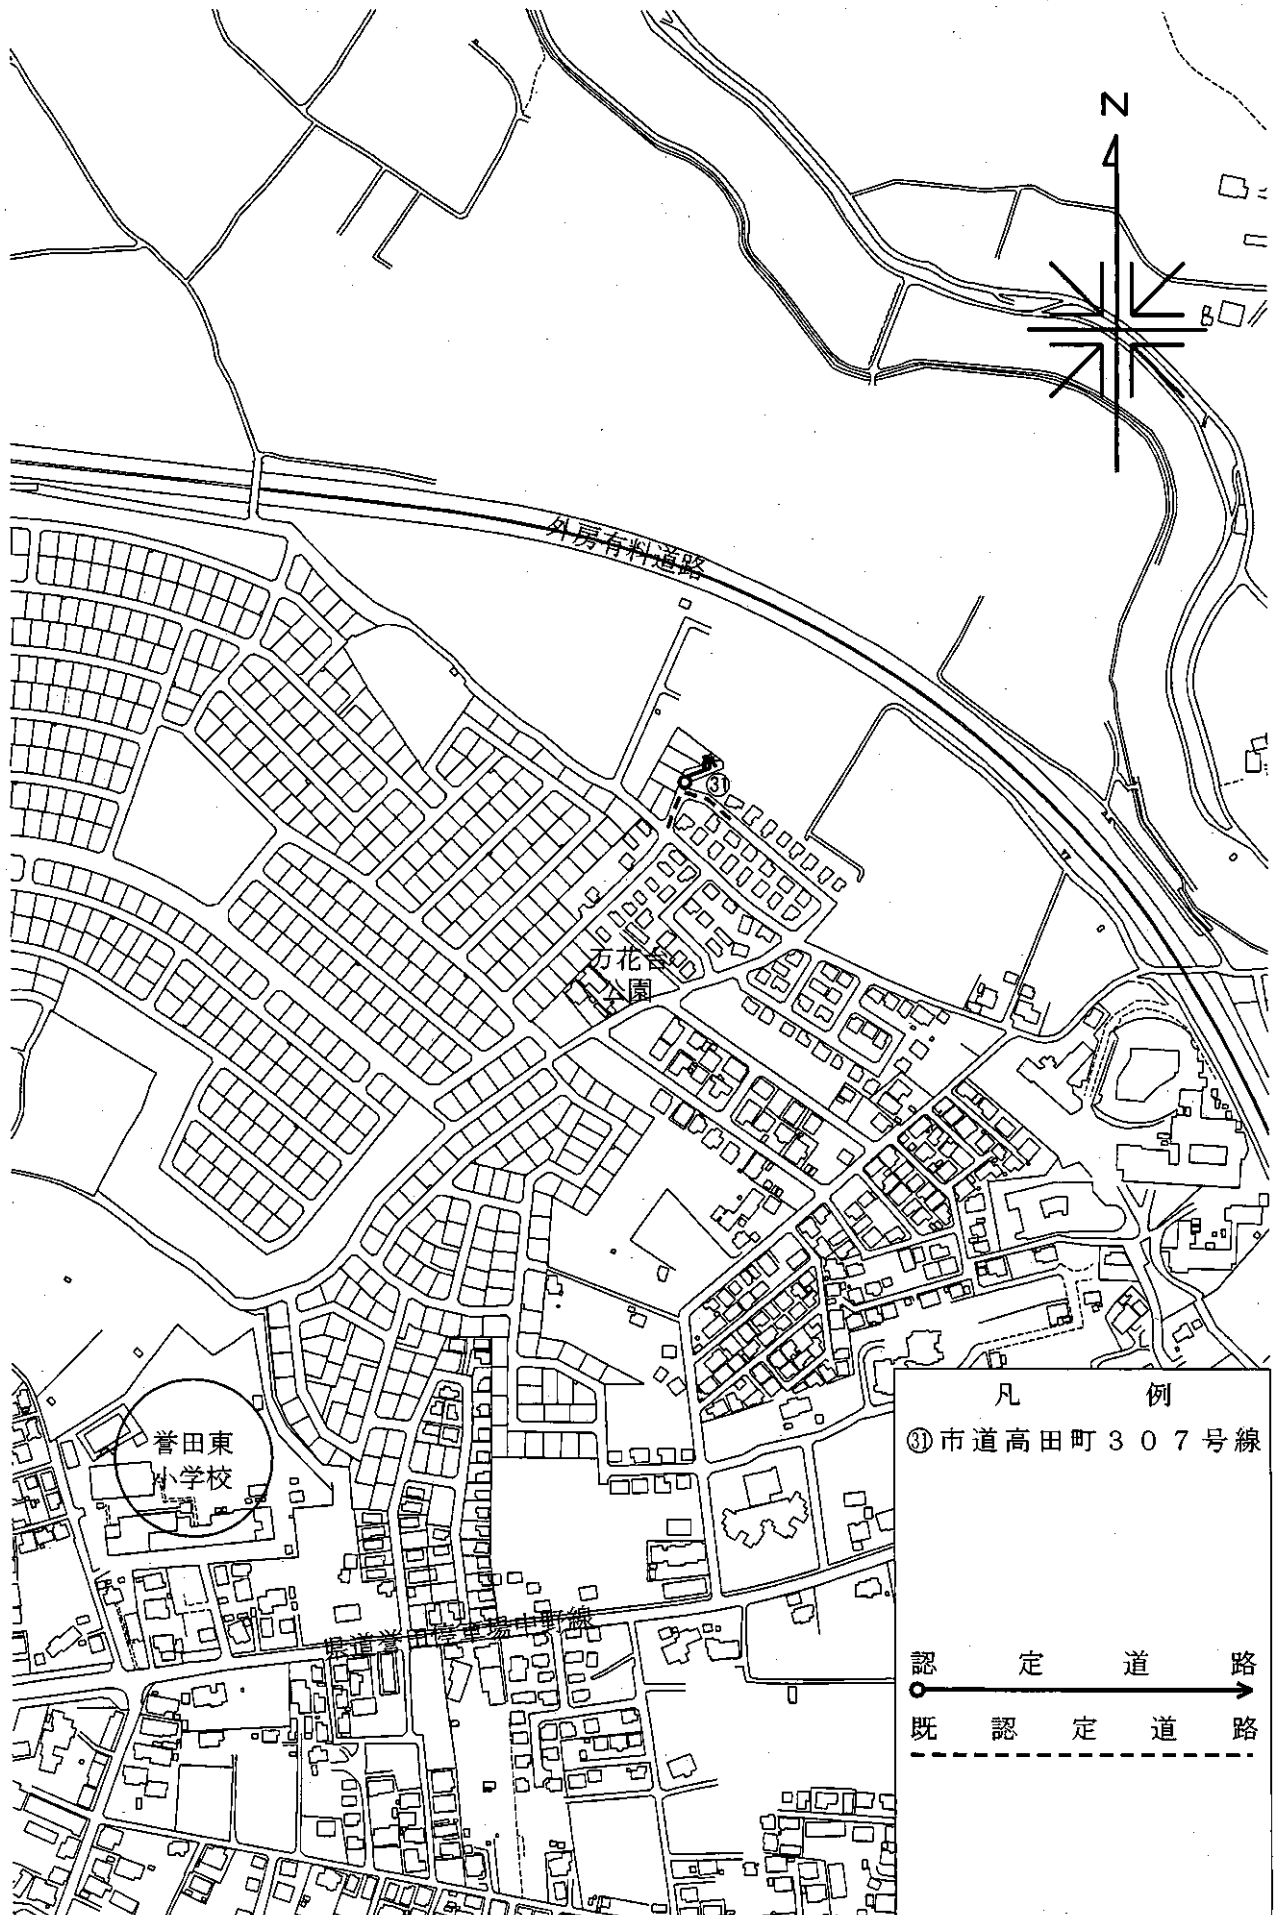 N
外房有料道路
㉛
万花台
公園
誉田東
小学校
県道誉田停車場中野線
凡例
㉛市道高田町307号線
認定道路
既認定道路